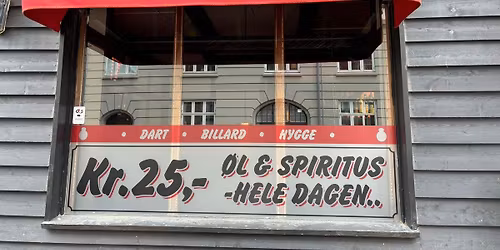 • DART • BILLARD • HYGGE •
Kr. 25,- ØL & SPIRITUS
-HELE DAGEN..